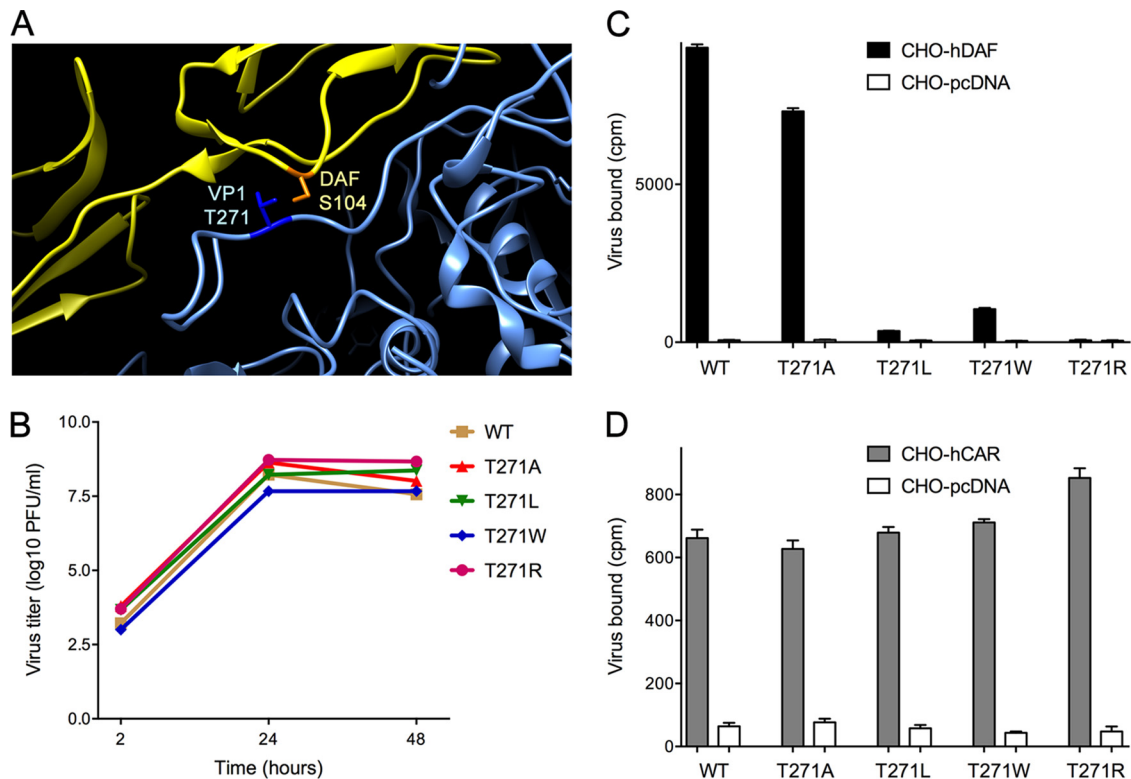 A
VP1
T271
DAF
S104
B
Virus titer (log10 PFU/ml)
10.0
7.5
5.0
2.5
0.0
2
24
48
Time (hours)
WT
T271A
T271L
T271W
T271R
C
Virus bound (cpm)
5000
0
CHO-hDAF
CHO-pcDNA
WT
T271A
T271L
T271W
T271R
D
Virus bound (cpm)
800
600
400
200
0
CHO-hCAR
CHO-pcDNA
WT
T271A
T271L
T271W
T271R